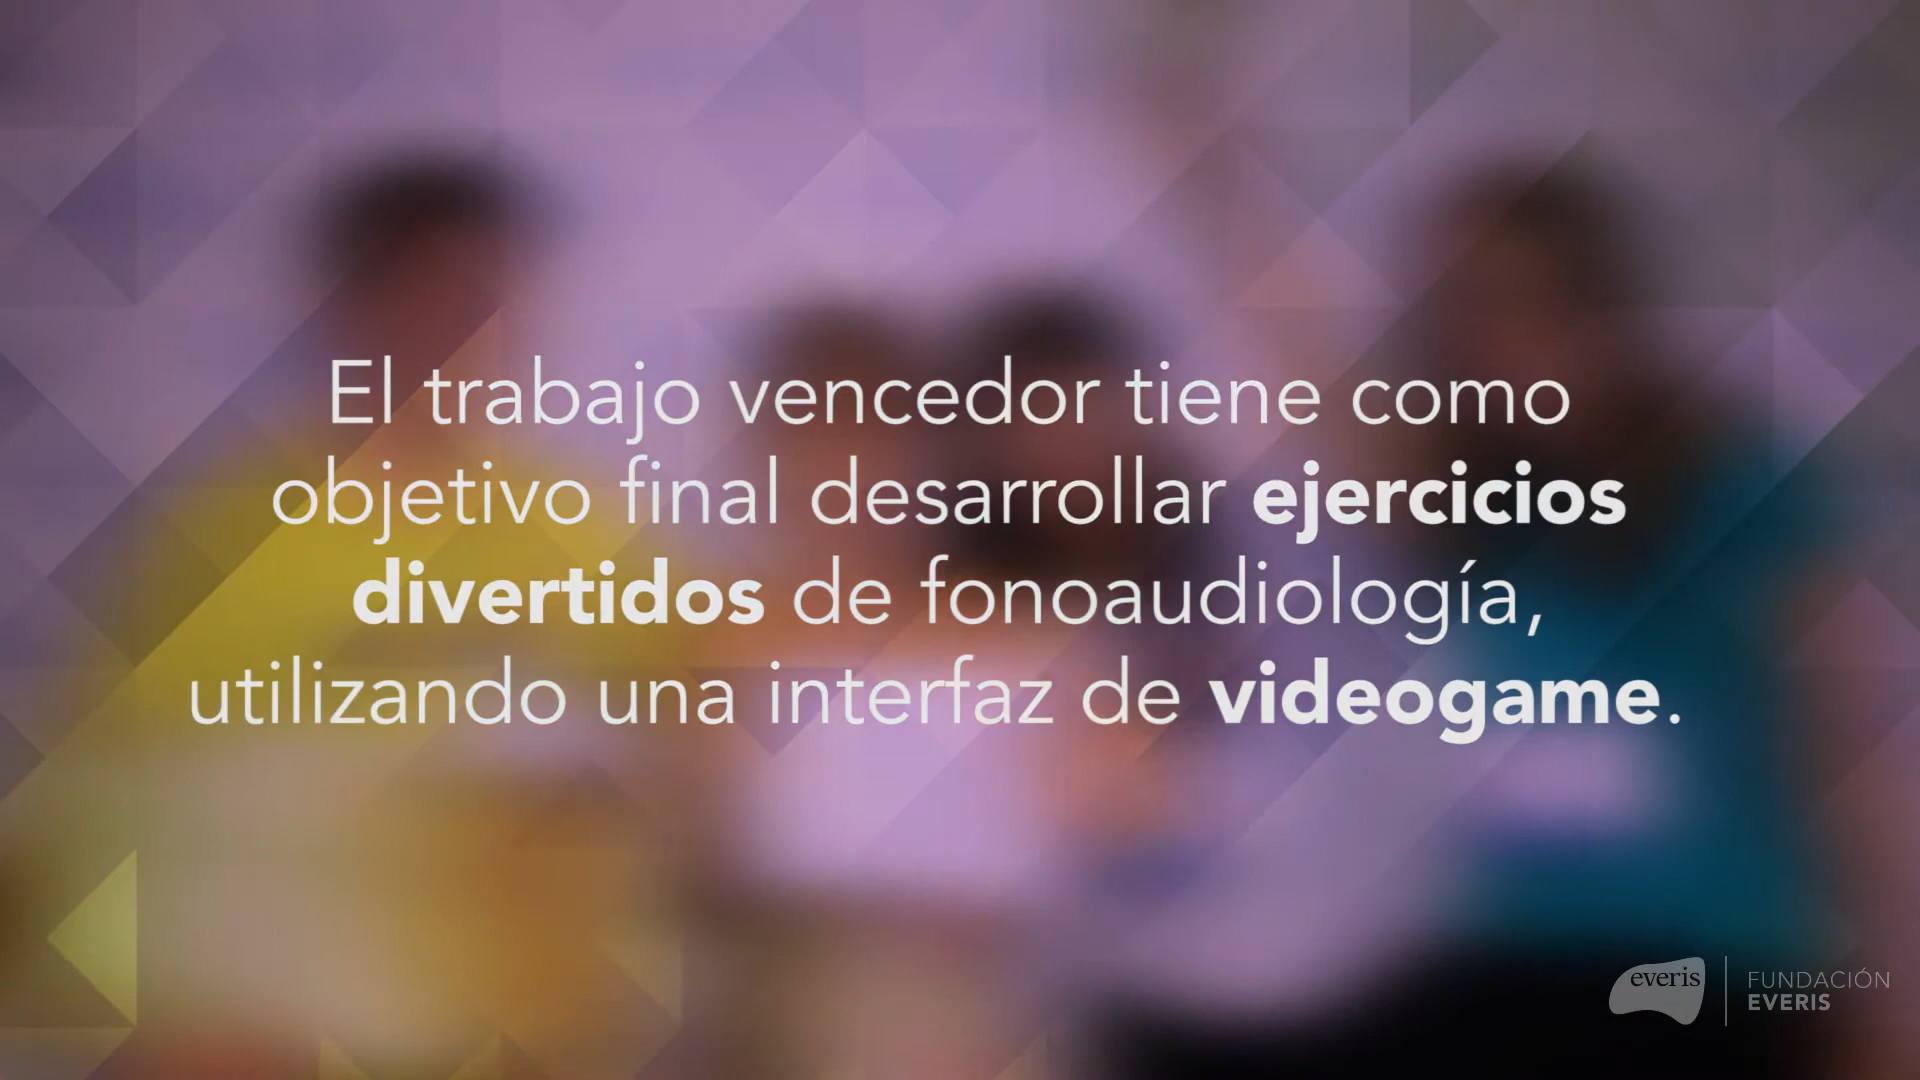 El trabajo vencedor tiene como
objetivo final desarrollar ejercicios
divertidos de fonoaudiología,
utilizando una interfaz de videogame.
everis
FUNDACIÓN
EVERIS